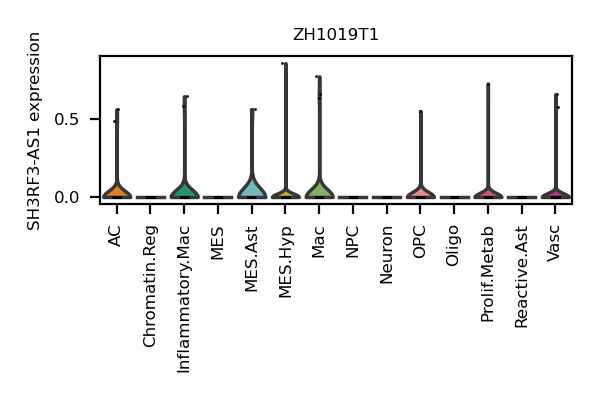 ZH1019T1
SH3RF3-AS1 expression
0.5
0.0
AC
Chromatin.Reg
Inflammatory.Mac
MES
MES.Ast
MES.Hyp
Mac
NPC
Neuron
OPC
Oligo
Prolif.Metab
Reactive.Ast
Vasc